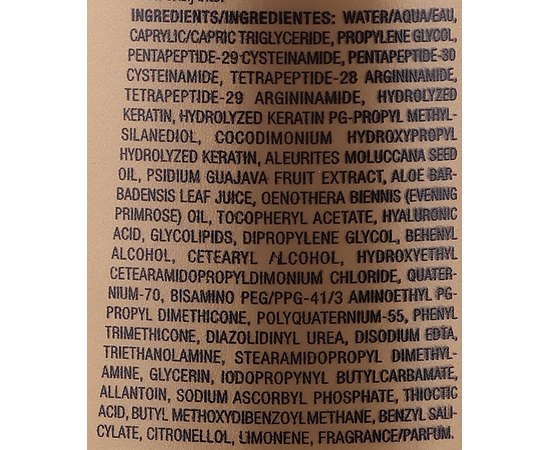 INGREDIENTS/INGREDIENTES: WATER/AQUA/EAU,
CAPRYLIC/CAPRIC TRIGLYCERIDE, PROPYLENE GLYCOL,
PENTAPEPTIDE-29 CYSTEINAMIDE, PENTAPEPTIDE-30
CYSTEINAMIDE, TETRAPEPTIDE-28 ARGININAMIDE,
TETRAPEPTIDE-29 ARGININAMIDE, HYDROLYZED
KERATIN, HYDROLYZED KERATIN PG-PROPYL METHYL-
SILANEDIOL, COCODIMONIUM HYDROXYPROPYL
HYDROLYZED KERATIN, ALEURITES MOLUCCANA SEED
OIL, PSIDIUM GUAJAVA FRUIT EXTRACT, ALOE BAR-
BADENSIS LEAF JUICE, OENOTHERA BIENNIS (EVENING
PRIMROSE) OIL, TOCOPHERYL ACETATE, HYALURONIC
ACID, GLYCOLIPIDS, DIPROPYLENE GLYCOL, BEHENYL
ALCOHOL, CETEARYL ALCOHOL, HYDROXYETHYL
CETEARAMIDOPROPYLDIMONIUM CHLORIDE, QUATER-
NIUM-70, BISAMINO PEG/PPG-41/3 AMINOETHYL PG-
PROPYL DIMETHICONE, POLYQUATERNIUM-55, PHENYL
TRIMETHICONE, DIAZOLIDINYL UREA, DISODIUM EDTA,
TRIETHANOLAMINE, STEARAMIDOPROPYL DIMETHYL-
AMINE, GLYCERIN, IODOPROPYNYL BUTYLCARBAMATE,
ALLANTOIN, SODIUM ASCORBYL PHOSPHATE, THIOCTIC
ACID, BUTYL METHOXYDIBENZOYLMETHANE, BENZYL SALI-
CYLATE, CITRONELLOL, LIMONENE, FRAGRANCE/PARFUM.